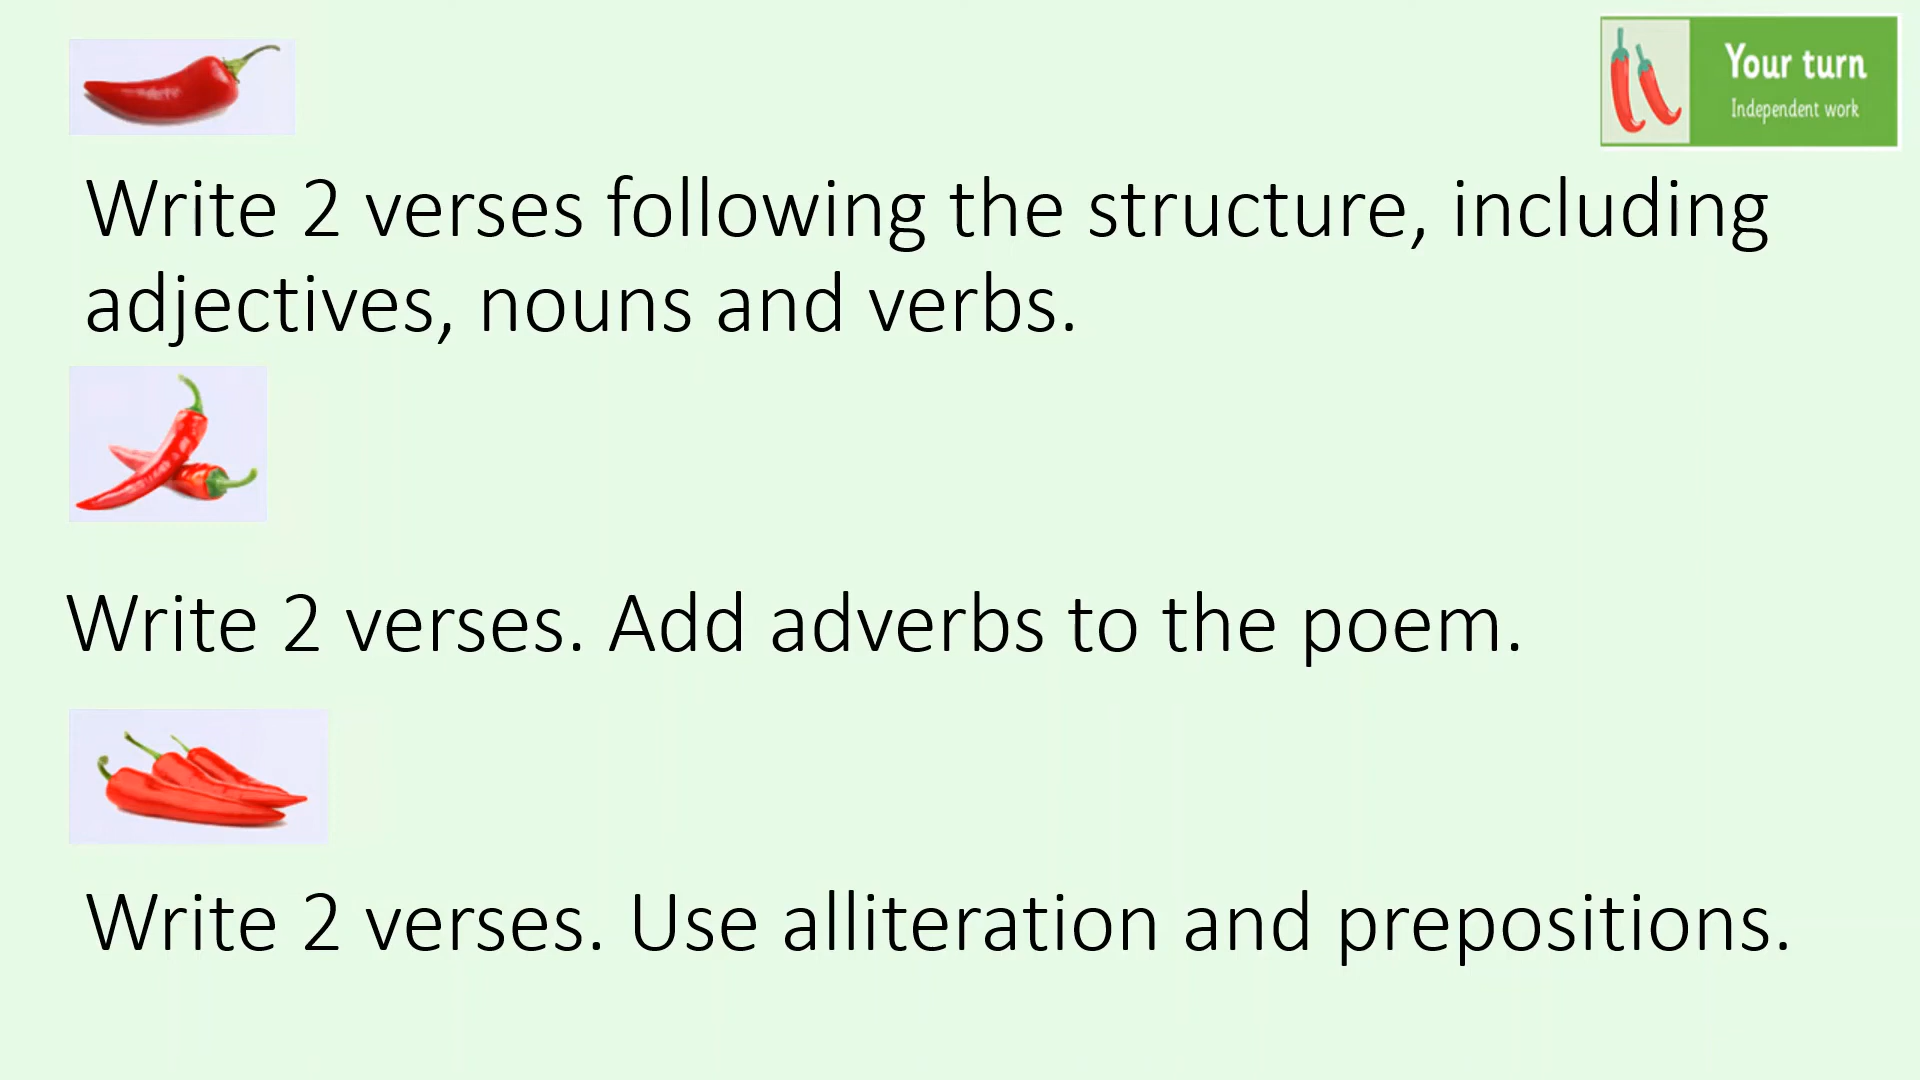 Your turn
Independent work
Write 2 verses following the structure, including
adjectives, nouns and verbs.
Write 2 verses. Add adverbs to the poem.
Write 2 verses. Use alliteration and prepositions.